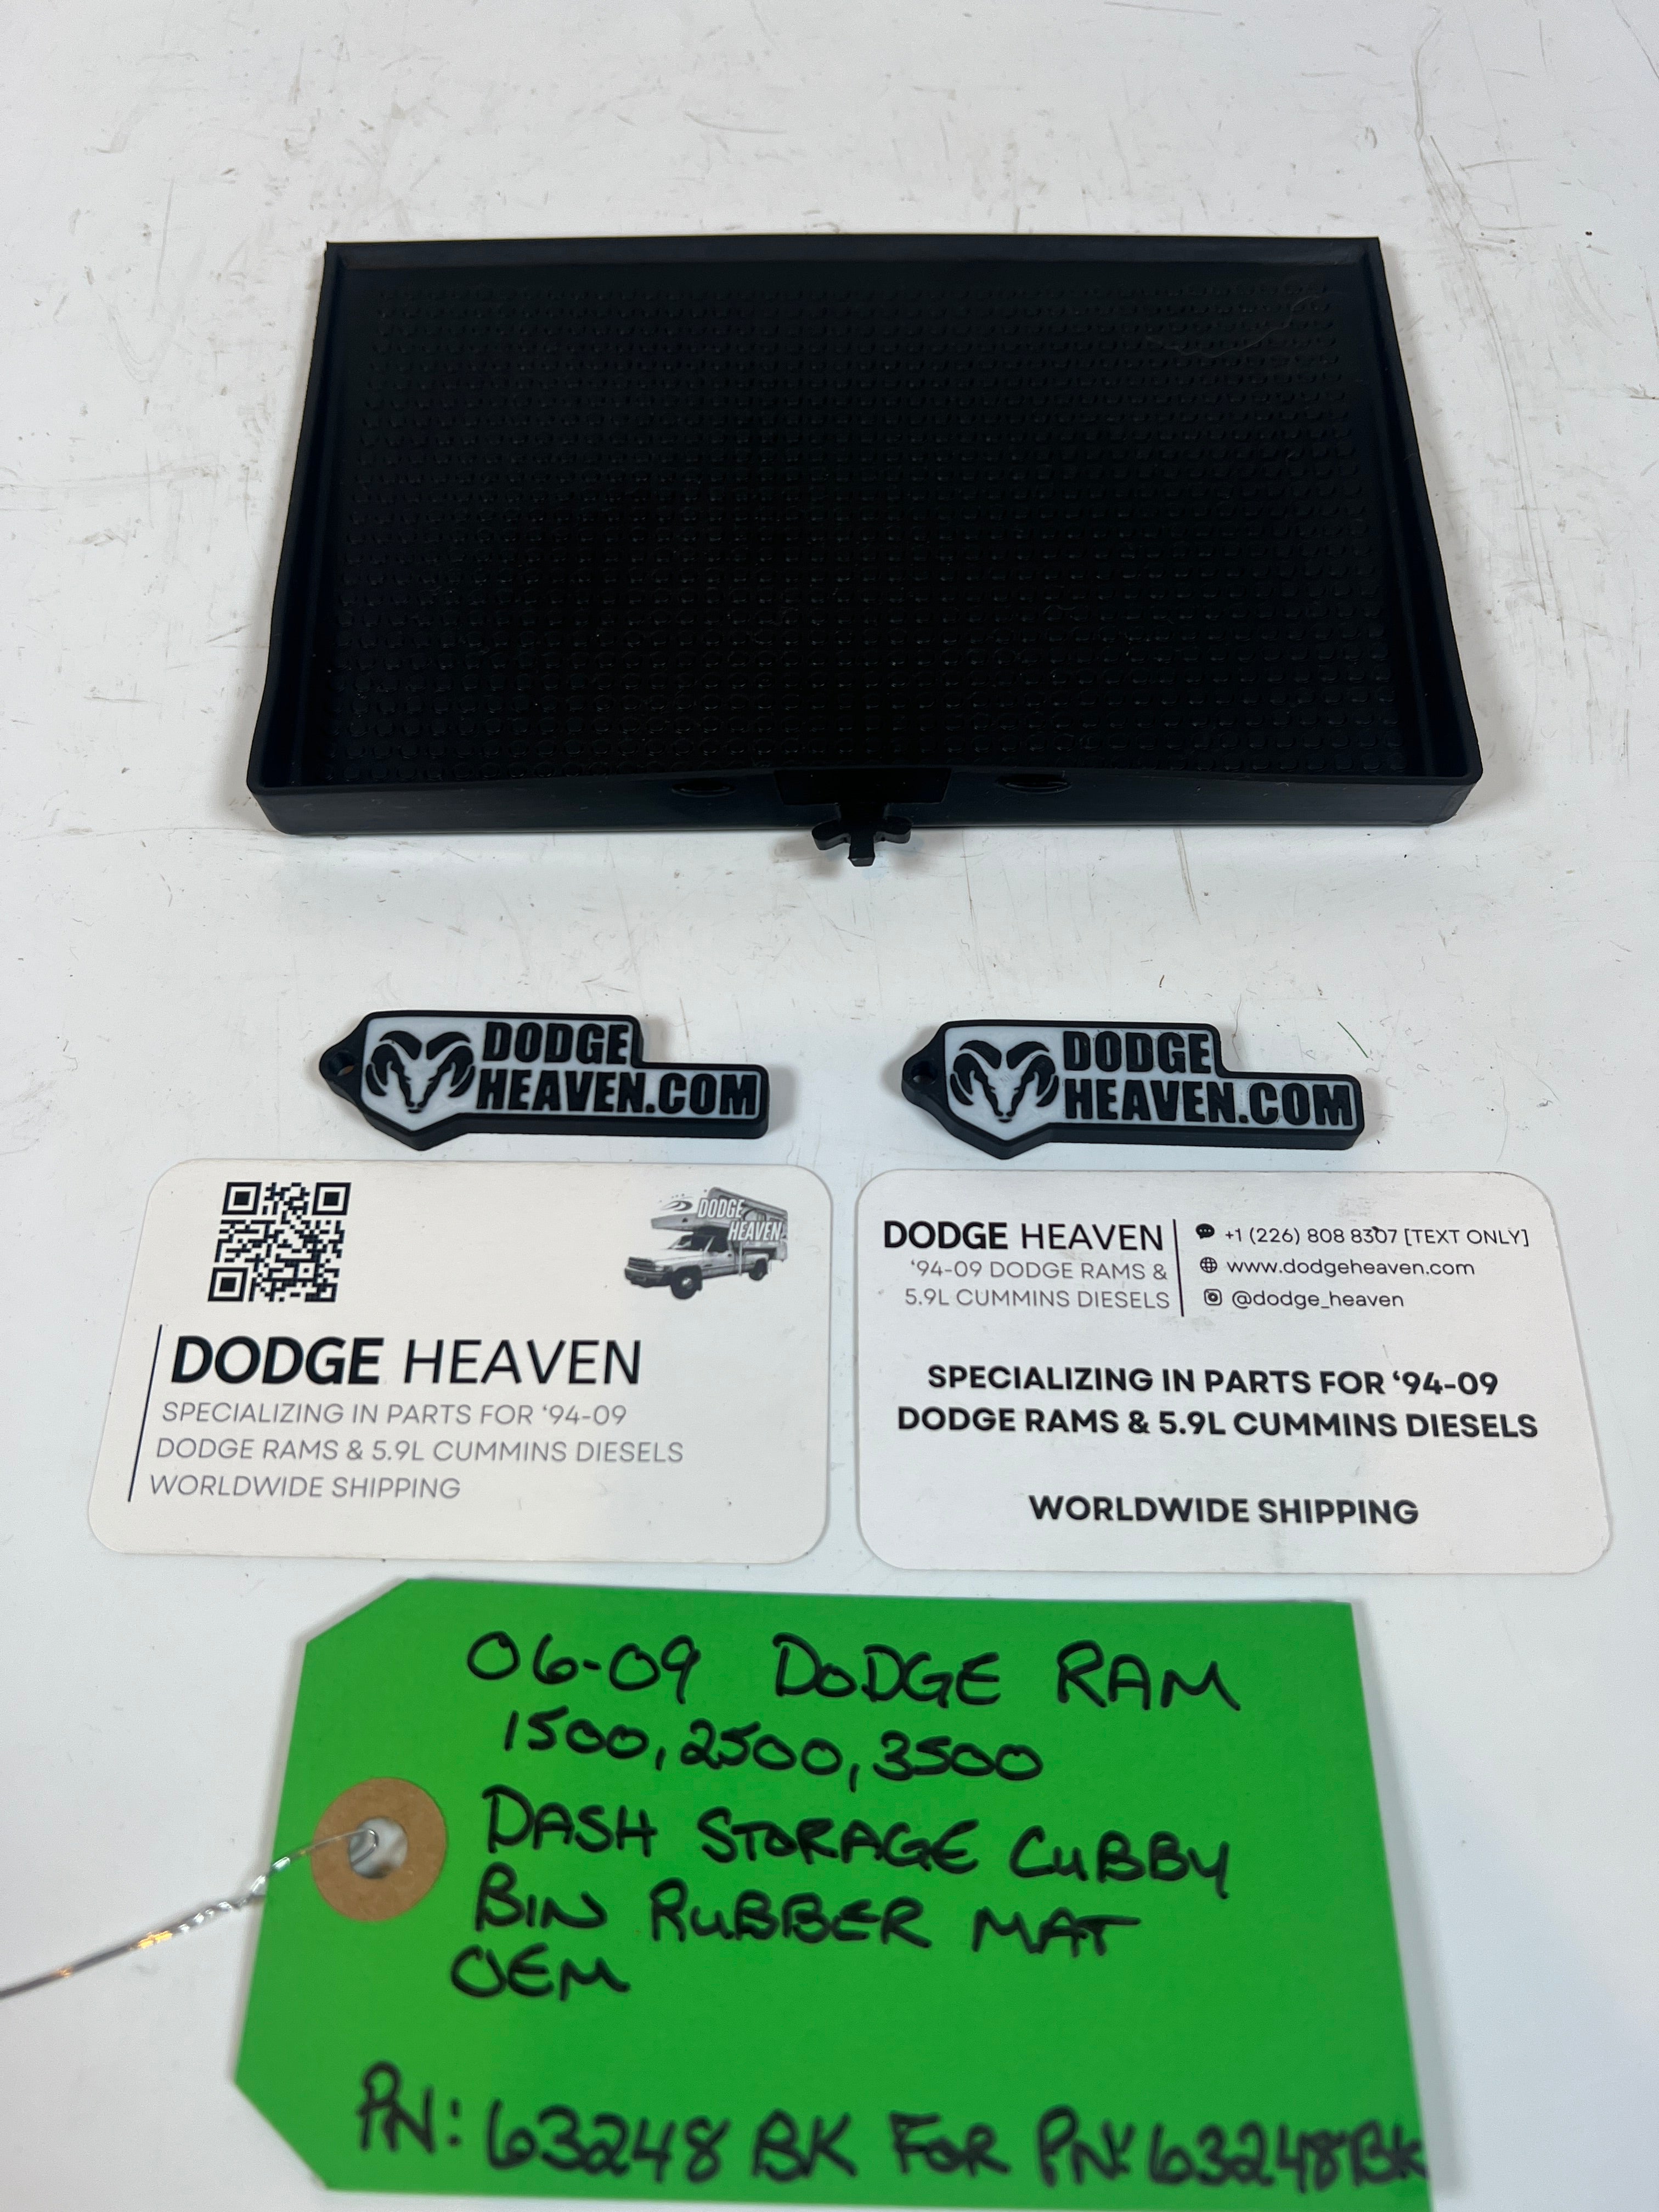 DODGE
HEAVEN.COM
DODGE
HEAVEN.COM
DODGE
HEAVEN
DODGE HEAVEN
SPECIALIZING IN PARTS FOR ‘94-09
DODGE RAMS & 5.9L CUMMINS DIESELS
WORLDWIDE SHIPPING
DODGE HEAVEN
‘94-09 DODGE RAMS &
5.9L CUMMINS DIESELS
+1 (226) 808 8307 [TEXT ONLY]
www.dodgeheaven.com
@dodge_heaven
SPECIALIZING IN PARTS FOR ‘94-09
DODGE RAMS & 5.9L CUMMINS DIESELS
WORLDWIDE SHIPPING
06-09 DODGE RAM
1500, 2500, 3500
DASH STORAGE CUBBY
BIN RUBBER MAT
OEM
PN: 63248 BK FOR PN: 63248BK